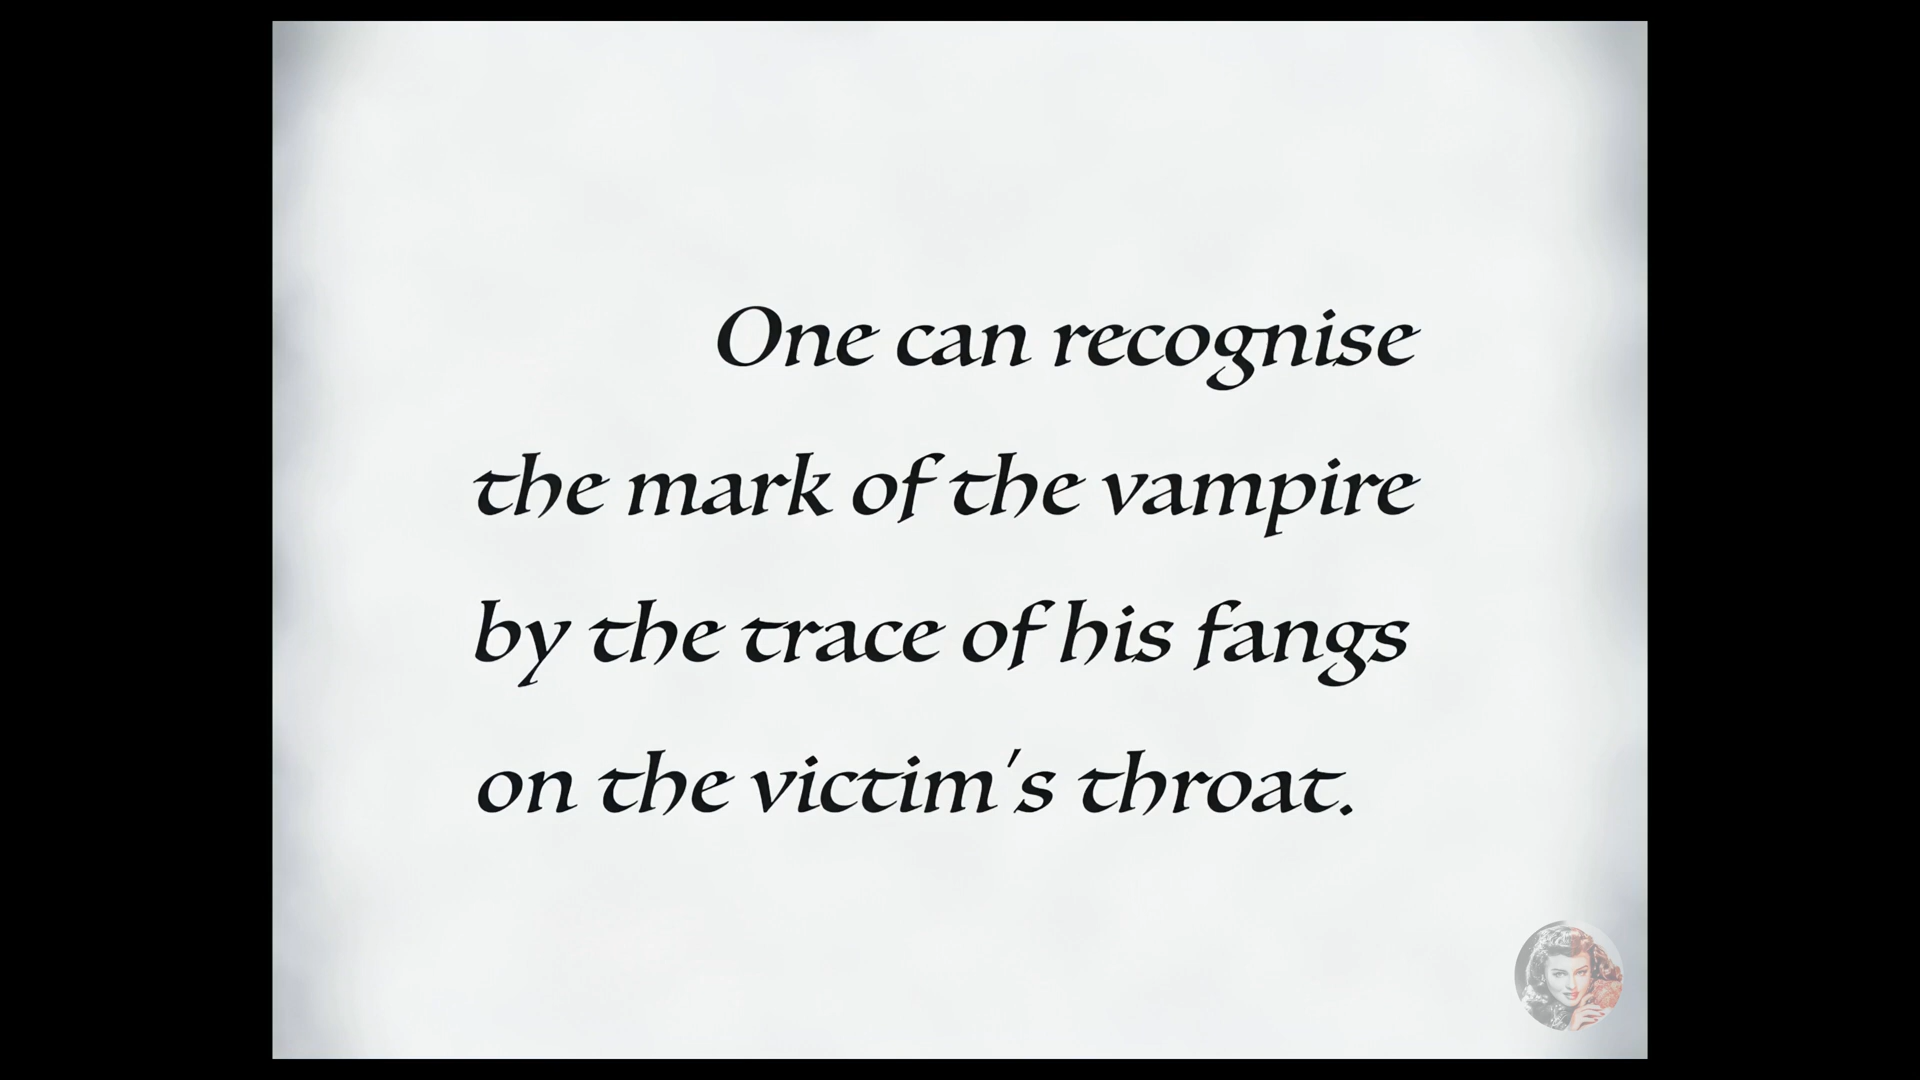 One can recognise
the mark of the vampire
by the trace of his fangs
on the victim's throat.